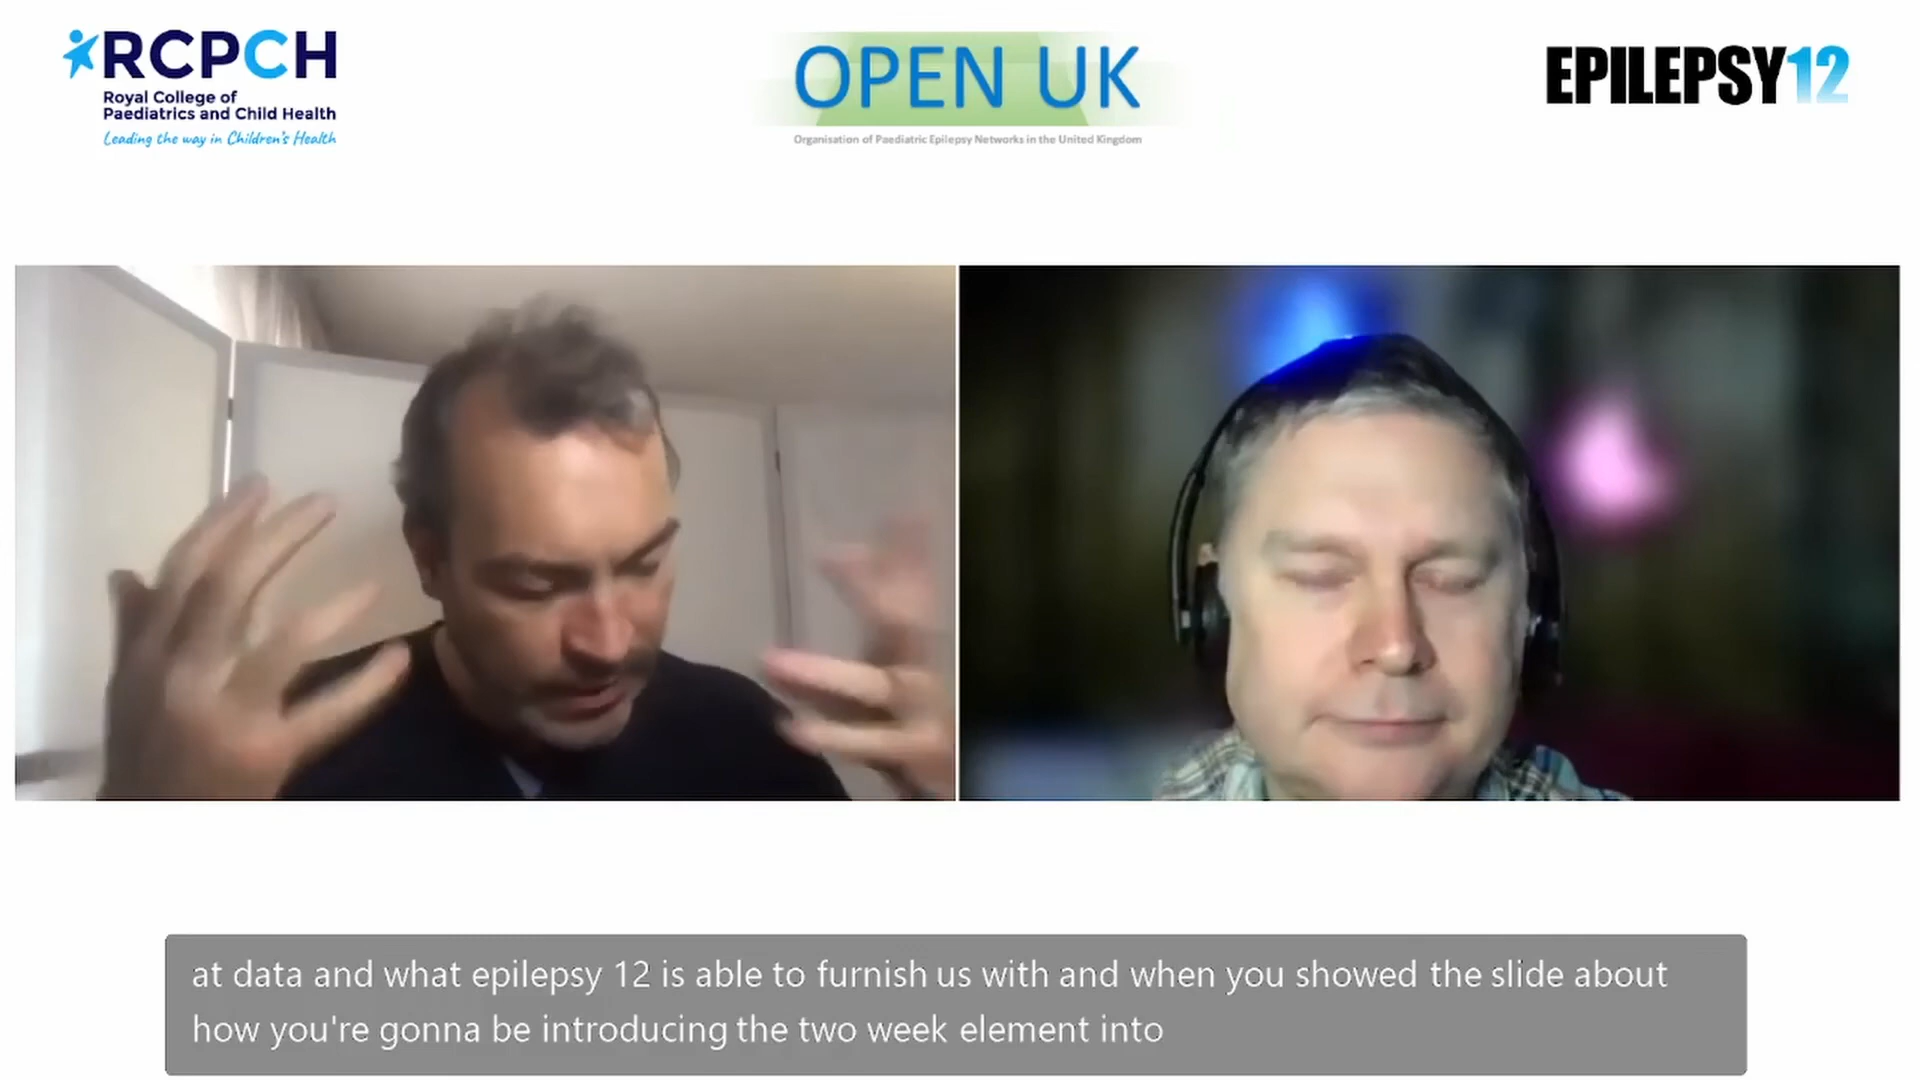 RCPCH
Royal College of
Paediatrics and Child Health
Leading the way in Children's Health
OPEN UK
Organisation of Paediatric Epilepsy Networks in the United Kingdom
EPILEPSY12
at data and what epilepsy 12 is able to furnish us with and when you showed the slide about
how you're gonna be introducing the two week element into